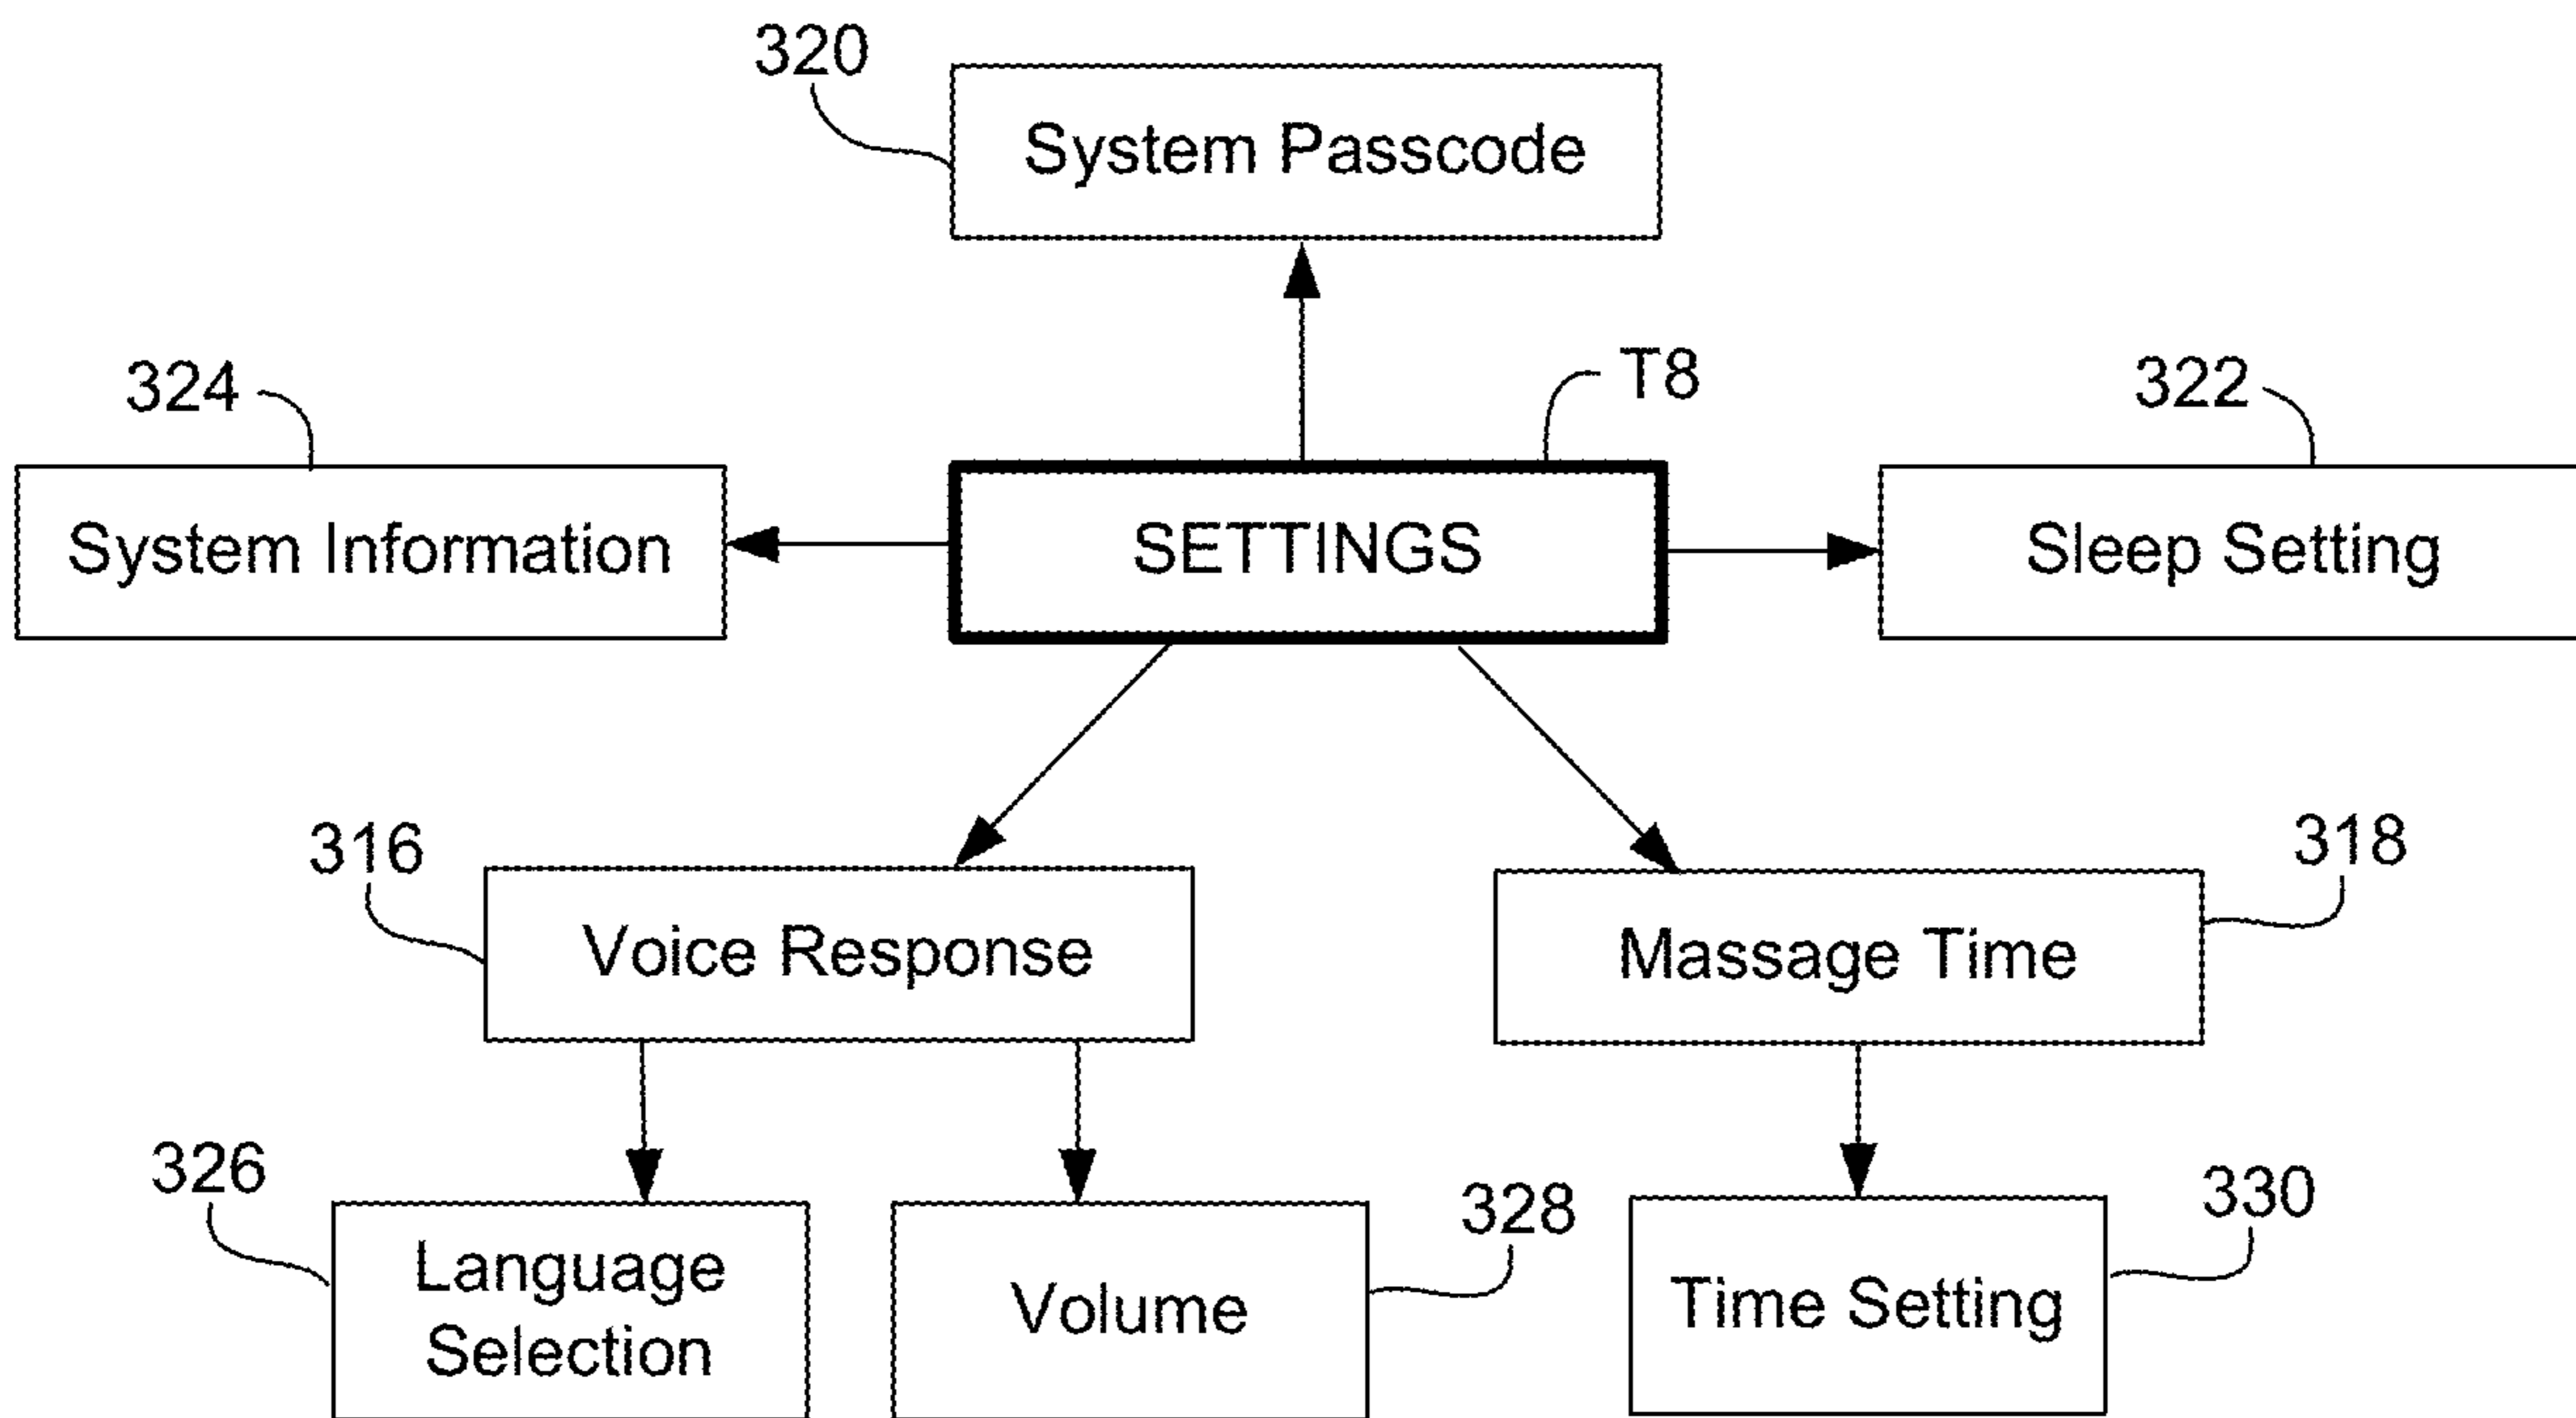 320
System Passcode
T8
324
322
System Information
SETTINGS
Sleep Setting
316
318
Voice Response
Massage Time
326
328
330
Language
Selection
Volume
Time Setting